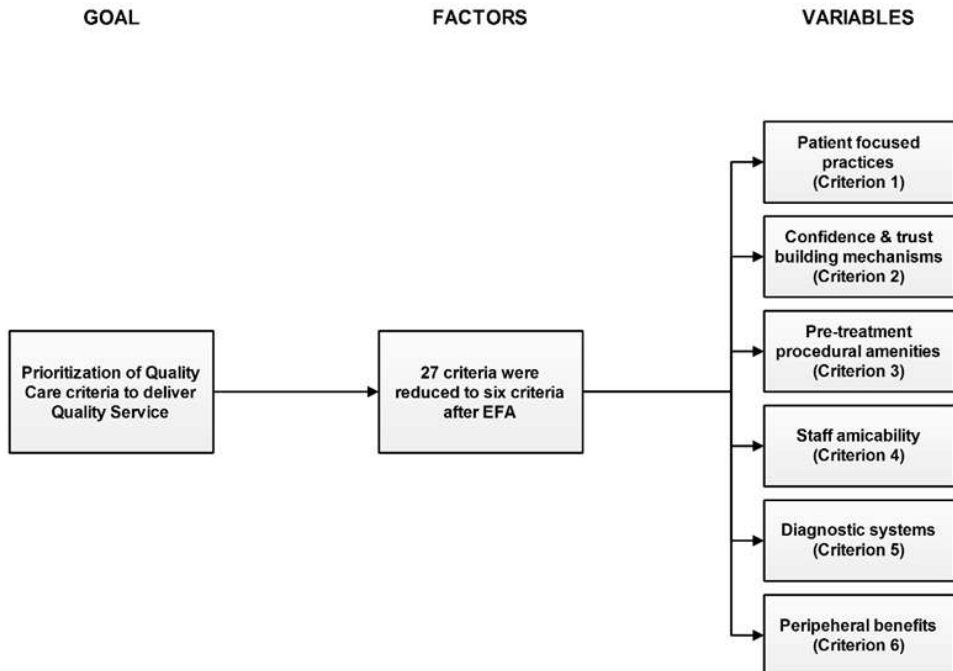 GOAL
FACTORS
VARIABLES
Prioritization of Quality
Care criteria to deliver
Quality Service
27 criteria were
reduced to six criteria
after EFA
Patient focused
practices
(Criterion 1)
Confidence & trust
building mechanisms
(Criterion 2)
Pre-treatment
procedural amenities
(Criterion 3)
Staff amicability
(Criterion 4)
Diagnostic systems
(Criterion 5)
Peripeheral benefits
(Criterion 6)